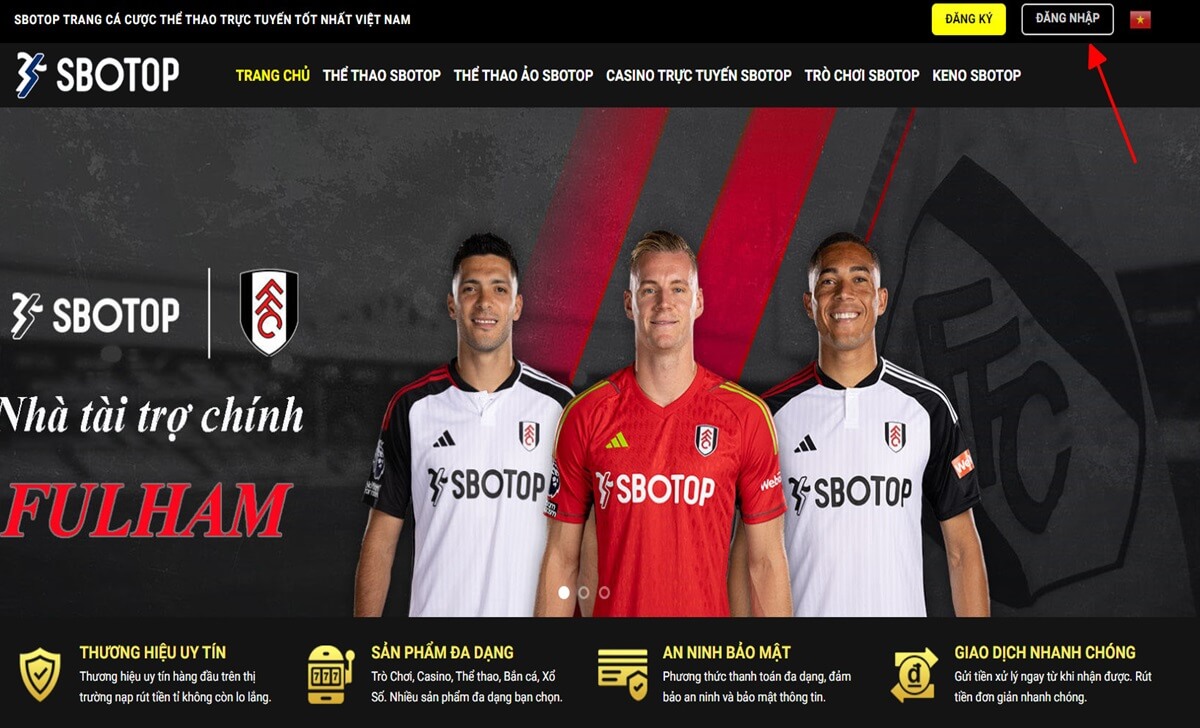 SBOTOP TRANG CÁ CƯỢC THỂ THAO TRỰC TUYẾN TỐT NHẤT VIỆT NAM
ĐĂNG KÝ
ĐĂNG NHẬP
SBOTOP
TRANG CHỦ
THỂ THAO SBOTOP
THỂ THAO ẢO SBOTOP
CASINO TRỰC TUYẾN SBOTOP
TRÒ CHƠI SBOTOP
KENO SBOTOP
SBOTOP
FFC
Nhà tài trợ chính
FULHAM
SBOTOP
SBOTOP
SBOTOP
FFC
THƯƠNG HIỆU UY TÍN
Thương hiệu uy tín hàng đầu trên thị
trường nạp rút tiền tỉ không còn lo lắng.
777
SẢN PHẨM ĐA DẠNG
Trò Chơi, Casino, Thể thao, Bắn cá, Xổ
Số. Nhiều sản phẩm đa dạng bạn chọn.
AN NINH BẢO MẬT
Phương thức thanh toán đa dạng, đảm
bảo an ninh và bảo mật thông tin.
GIAO DỊCH NHANH CHÓNG
Gửi tiền xử lý ngay từ khi nhận được. Rút
tiền đơn giản nhanh chóng.